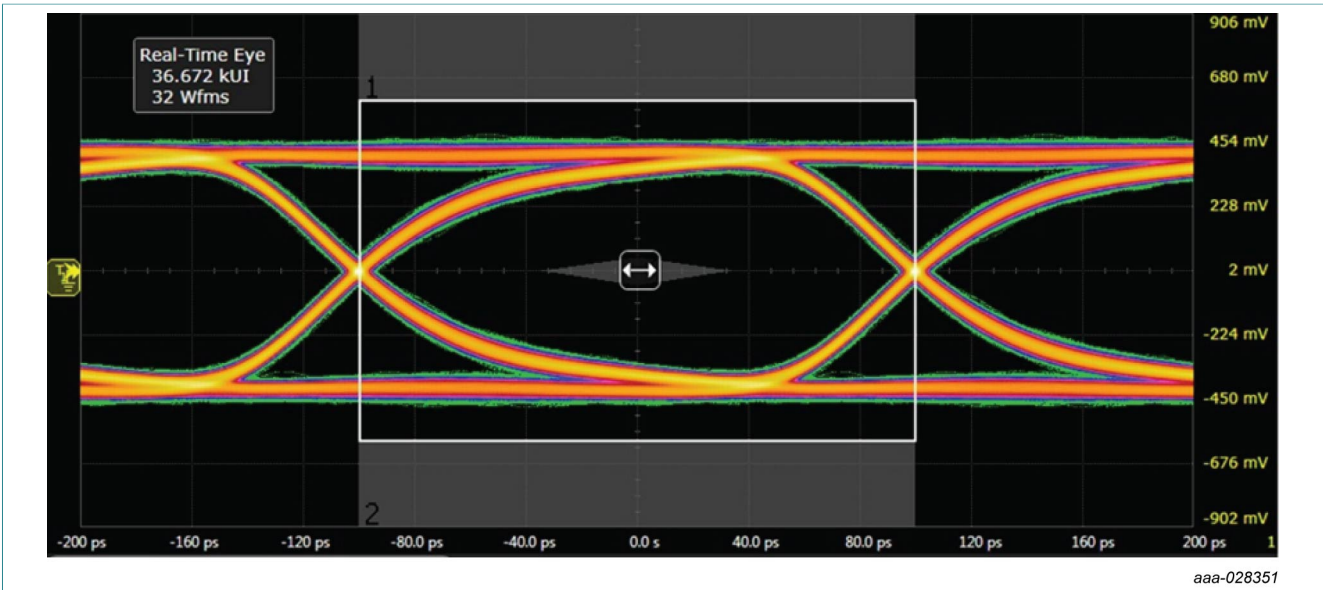 906 mV
Real-Time Eye
36.672 kUI
32 Wfms
680 mV
1
454 mV
228 mV
2 mV
-224 mV
-450 mV
-676 mV
2
-902 mV
-200 ps -160 ps -120 ps -80.0 ps -40.0 ps 0.0 s 40.0 ps 80.0 ps 120 ps 160 ps 200 ps 1
aaa-028351